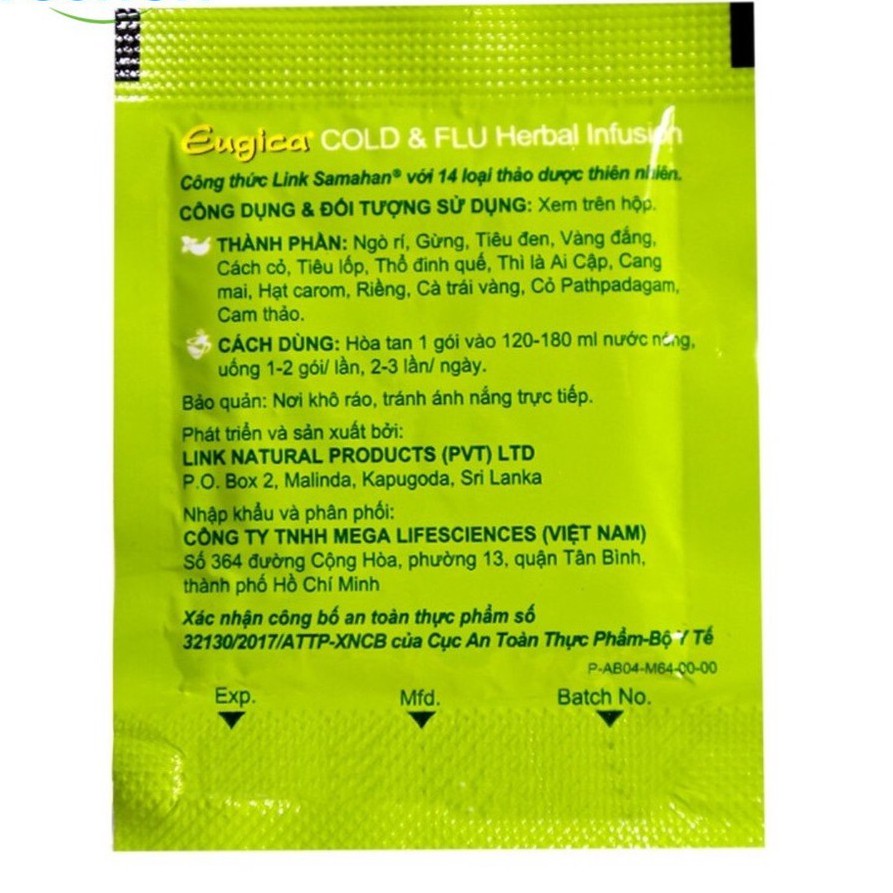 Eugica® COLD & FLU Herbal Infusion
Công thức Link Samahan® với 14 loại thảo dược thiên nhiên.
CÔNG DỤNG & ĐỐI TƯỢNG SỬ DỤNG: Xem trên hộp.
THÀNH PHẦN: Ngò rí, Gừng, Tiêu đen, Vàng đắng,
Cách cỏ, Tiêu lốp, Thổ đinh quế, Thì là Ai Cập, Cang
mai, Hạt carom, Riềng, Cà trái vàng, Cỏ Pathpadagam,
Cam thảo.
CÁCH DÙNG: Hòa tan 1 gói vào 120-180 ml nước nóng,
uống 1-2 gói/ lần, 2-3 lần/ ngày.
Bảo quản: Nơi khô ráo, tránh ánh nắng trực tiếp.
Phát triển và sản xuất bởi:
LINK NATURAL PRODUCTS (PVT) LTD
P.O. Box 2, Malinda, Kapugoda, Sri Lanka
Nhập khẩu và phân phối:
CÔNG TY TNHH MEGA LIFESCIENCES (VIỆT NAM)
Số 364 đường Cộng Hòa, phường 13, quận Tân Bình,
thành phố Hồ Chí Minh
Xác nhận công bố an toàn thực phẩm số
32130/2017/ATTP-XNCB của Cục An Toàn Thực Phẩm-Bộ Y Tế
P-AB04-M64-00-00
Exp. Mfd. Batch No.